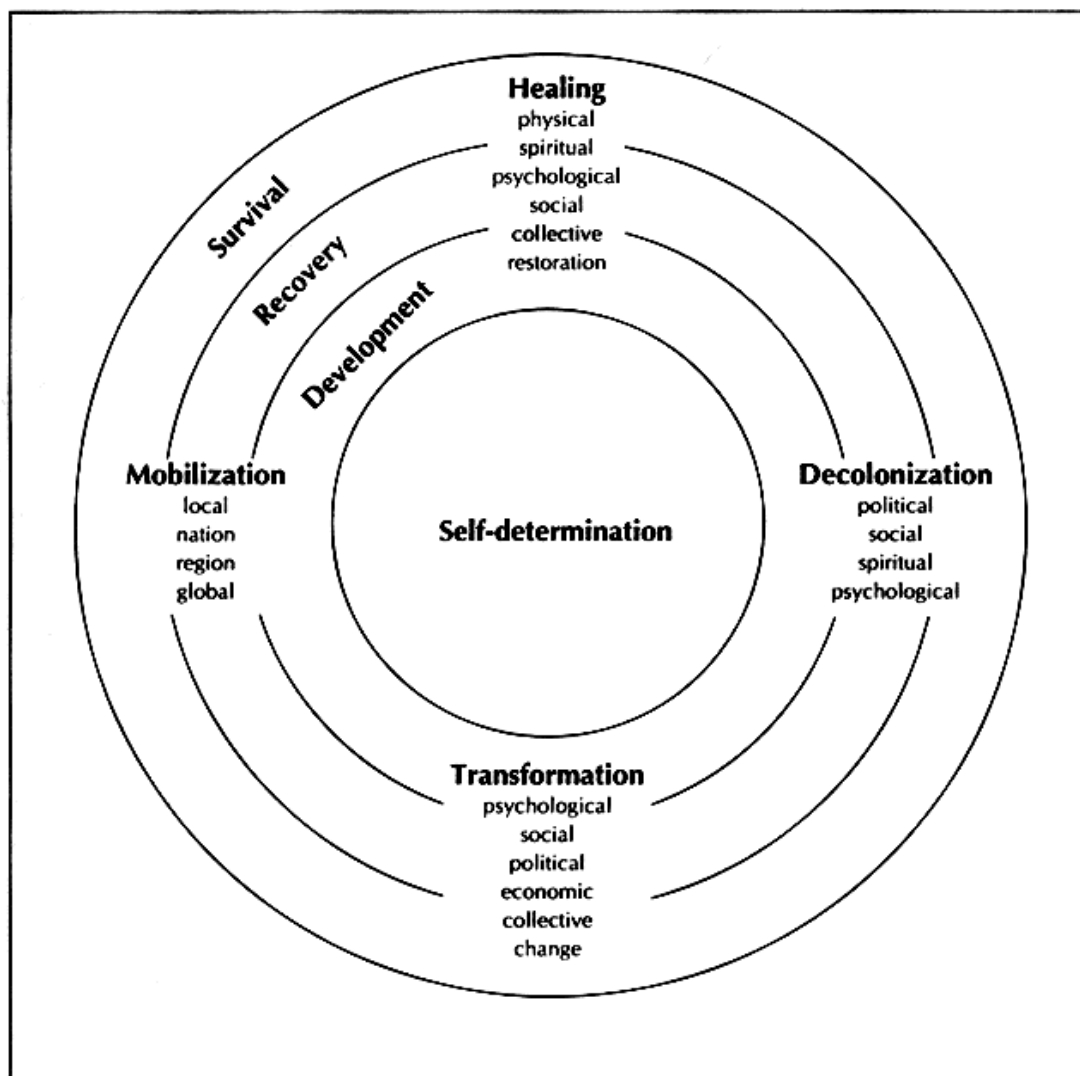 Healing
physical
spiritual
psychological
social
collective
restoration
Survival
Recovery
Development
Mobilization
local
nation
region
global
Self-determination
Decolonization
political
social
spiritual
psychological
Transformation
psychological
social
political
economic
collective
change